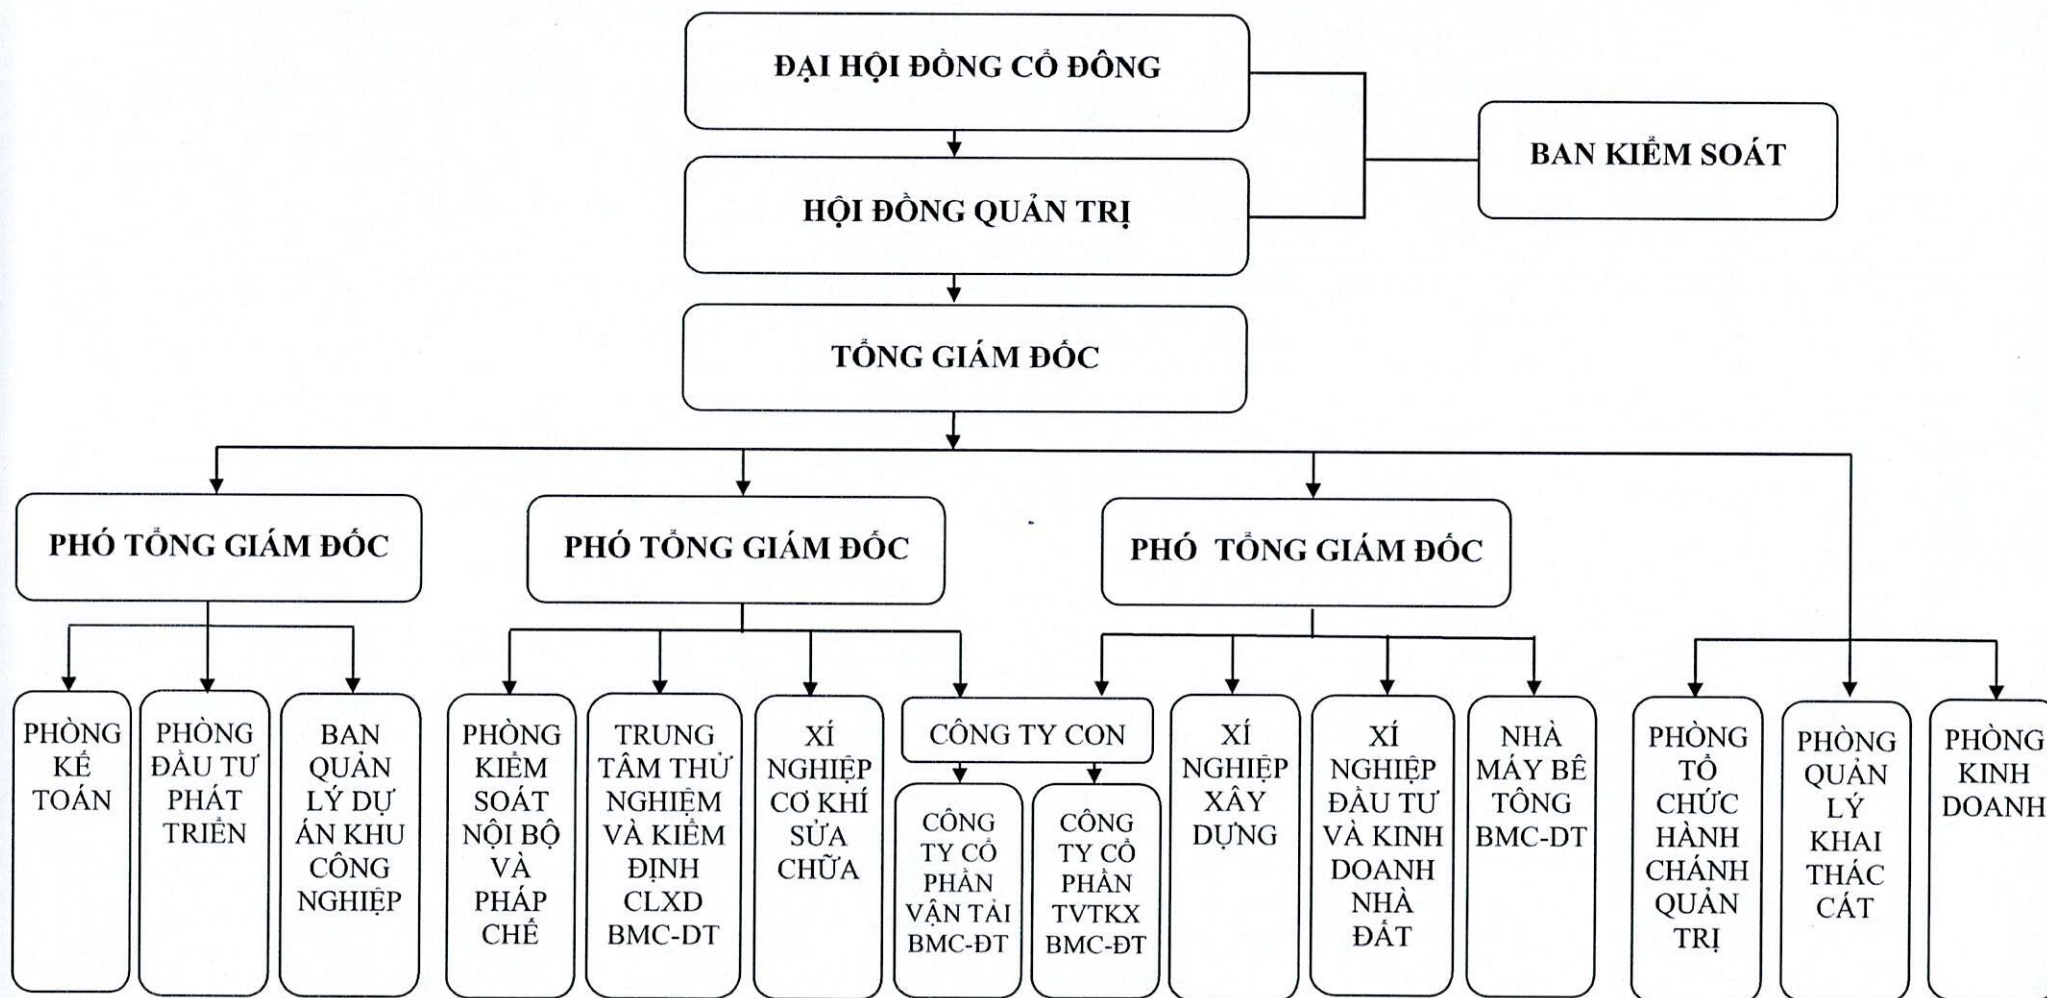 ĐẠI HỘI ĐỒNG CỔ ĐÔNG
BAN KIỂM SOÁT
HỘI ĐỒNG QUẢN TRỊ
TỔNG GIÁM ĐỐC
PHÓ TỔNG GIÁM ĐỐC
PHÓ TỔNG GIÁM ĐỐC
PHÓ TỔNG GIÁM ĐỐC
PHÒNG
KẾ
TOÁN
PHÒNG
ĐẦU TƯ
PHÁT
TRIỂN
BAN
QUẢN
LÝ DỰ
ÁN KHU
CÔNG
NGHIỆP
PHÒNG
KIỂM
SOÁT
NỘI BỘ
VÀ
PHÁP
CHẾ
TRUNG
TÂM THỬ
NGHIỆM
VÀ KIỂM
ĐỊNH
CLXD
BMC-DT
XÍ
NGHIỆP
CƠ KHÍ
SỬA
CHỮA
CÔNG TY CON
CÔNG
TY CỔ
PHẦN
VẬN TẢI
BMC-ĐT
CÔNG
TY CỔ
PHẦN
TVTKX
BMC-ĐT
XÍ
NGHIỆP
XÂY
DỰNG
XÍ
NGHIỆP
ĐẦU TƯ
VÀ KINH
DOANH
NHÀ
ĐẤT
NHÀ
MÁY BÊ
TÔNG
BMC-DT
PHÒNG
TỔ
CHỨC
HÀNH
CHÁNH
QUẢN
TRỊ
PHÒNG
QUẢN
LÝ
KHAI
THÁC
CÁT
PHÒNG
KINH
DOANH